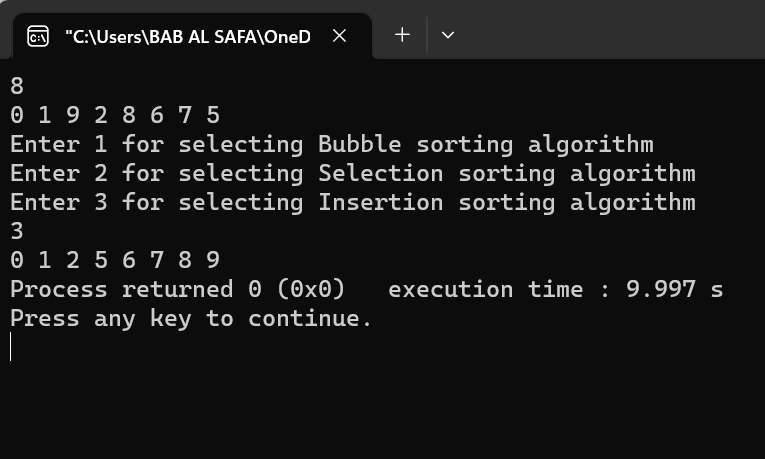 "C:\Users\BAB AL SAFA\OneD
8
0 1 9 2 8 6 7 5
Enter 1 for selecting Bubble sorting algorithm
Enter 2 for selecting Selection sorting algorithm
Enter 3 for selecting Insertion sorting algorithm
3
0 1 2 5 6 7 8 9
Process returned 0 (0x0)   execution time : 9.997 s
Press any key to continue.